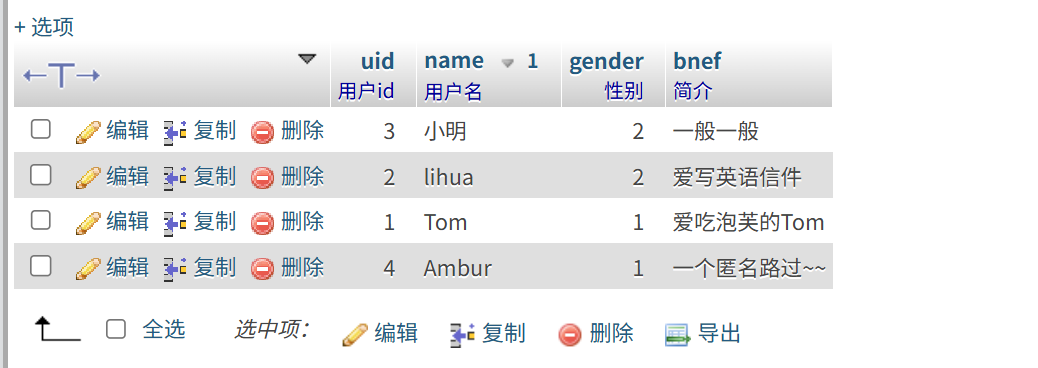 + 选项
←T→ uid name 1 gender bnef
用户id 用户名 性别 简介
编辑 复制 删除 3 小明 2 一般一般
编辑 复制 删除 2 lihua 2 爱写英语信件
编辑 复制 删除 1 Tom 1 爱吃泡芙的Tom
编辑 复制 删除 4 Ambur 1 一个匿名路过~~
全选 选中项： 编辑 复制 删除 导出